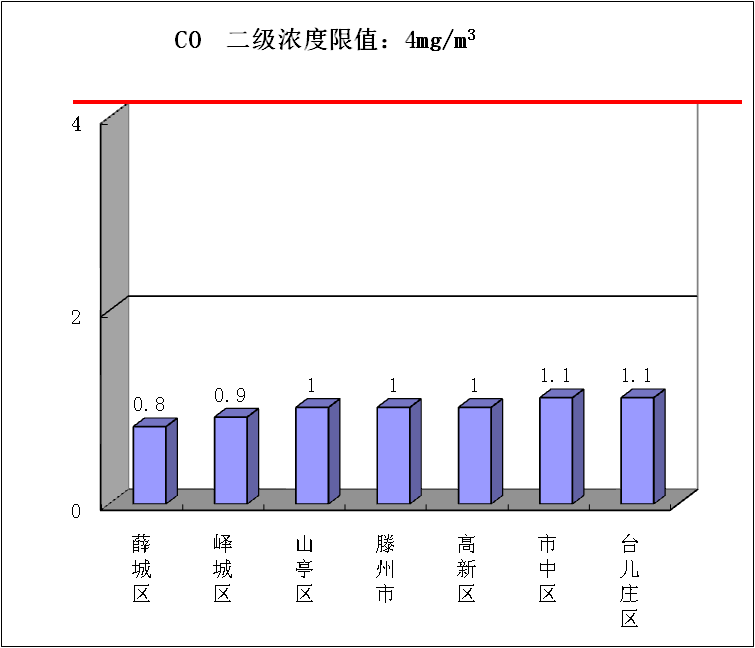 CO 二级浓度限值：4mg/m³
4
2
0
0.8
0.9
1
1
1
1.1
1.1
薛城区
峄城区
山亭区
滕州市
高新区
市中区
台儿庄区